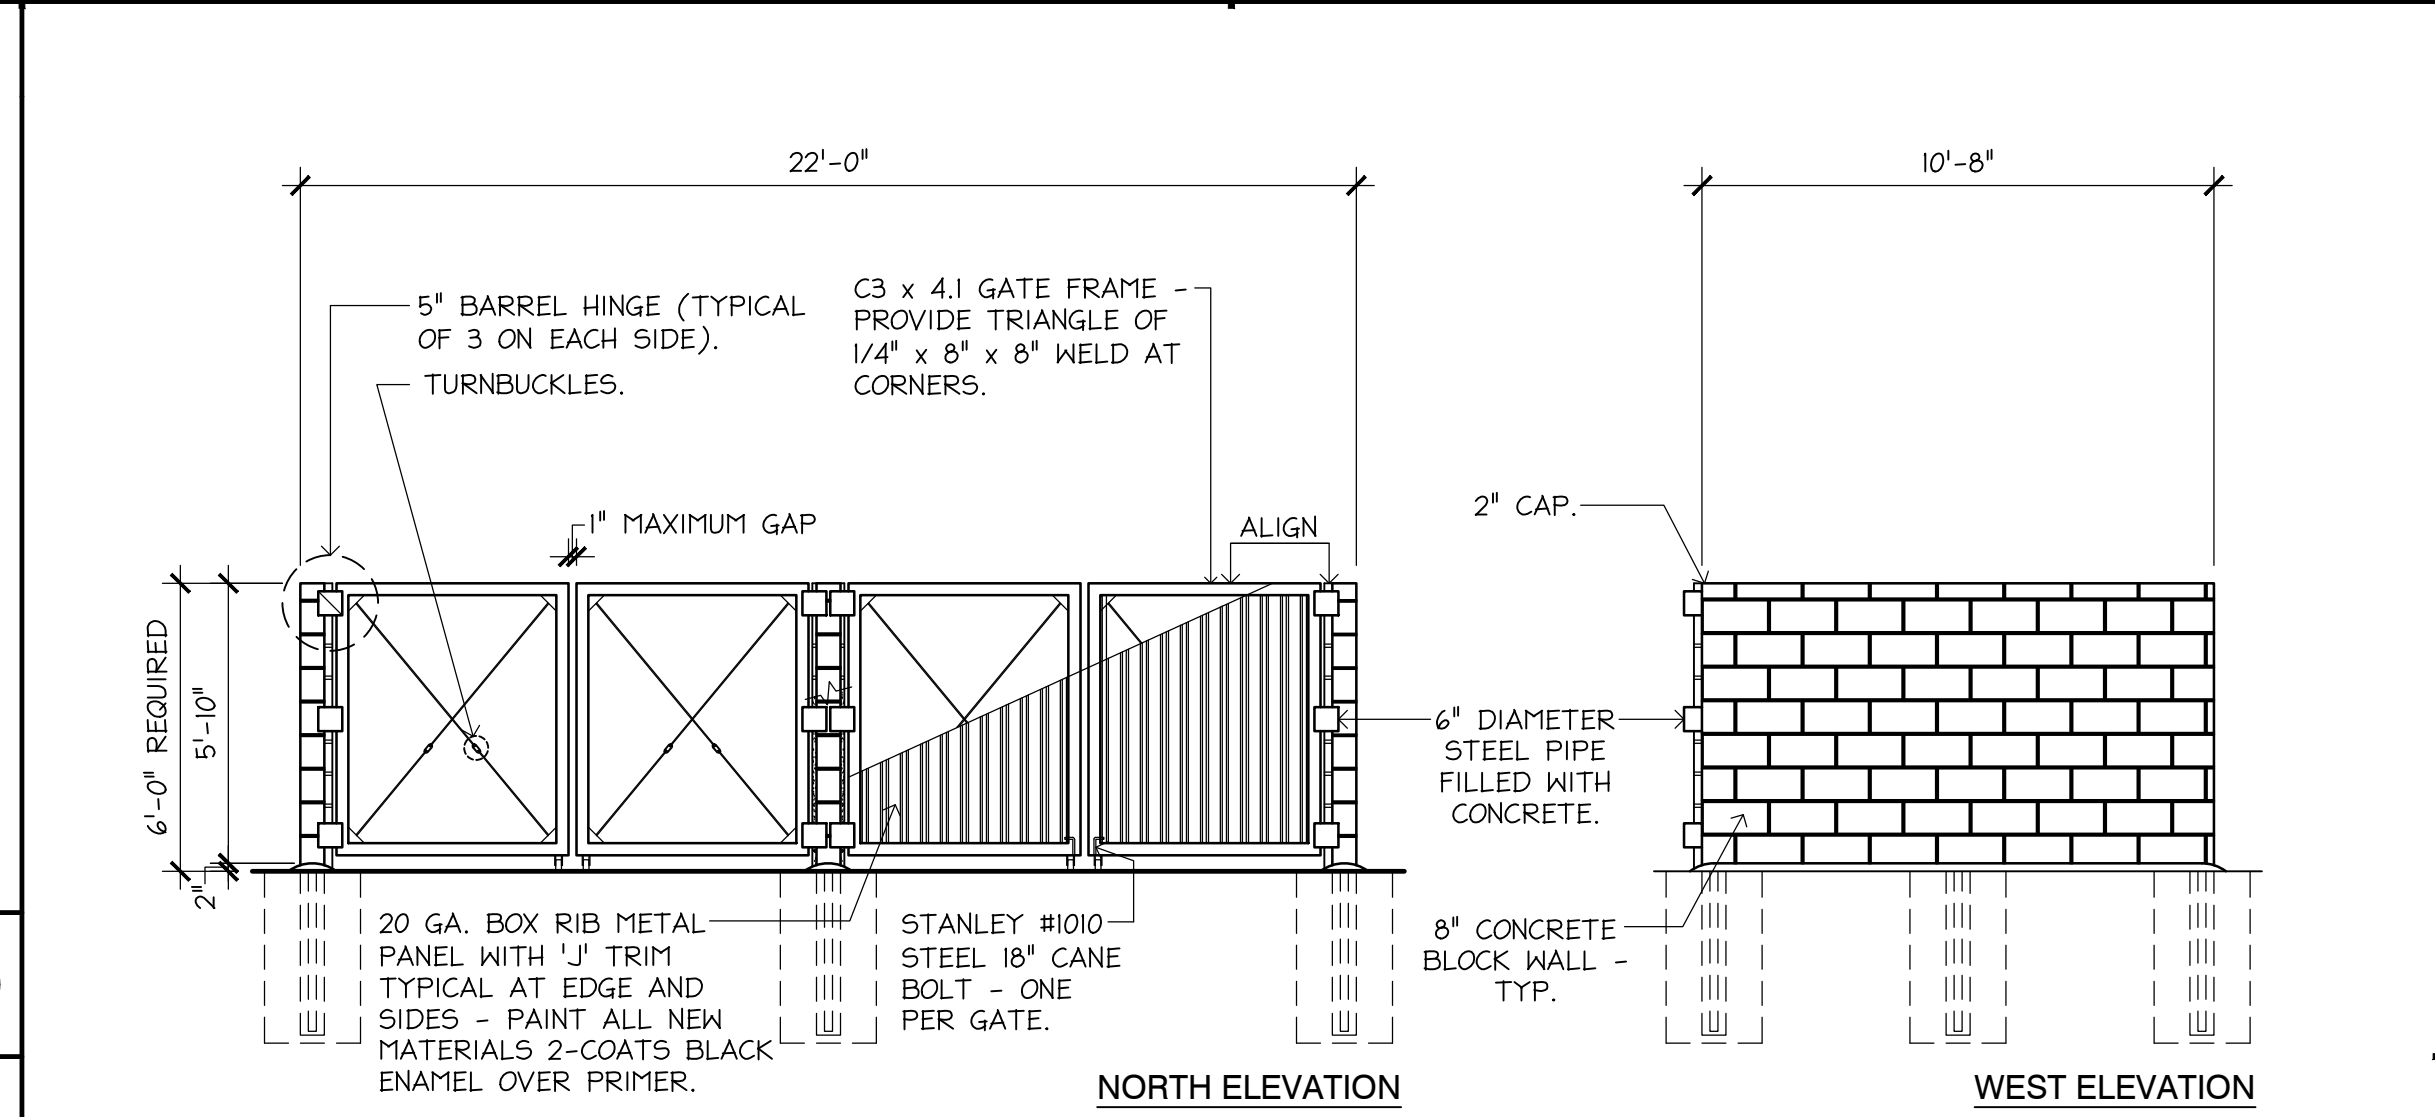 22'-0"
10'-8"
5" BARREL HINGE (TYPICAL
OF 3 ON EACH SIDE).
TURNBUCKLES.
C3 x 4.1 GATE FRAME -
PROVIDE TRIANGLE OF
1/4" x 8" x 8" WELD AT
CORNERS.
1" MAXIMUM GAP
ALIGN
2" CAP.
6'-0" REQUIRED
5'-10"
2"
6" DIAMETER
STEEL PIPE
FILLED WITH
CONCRETE.
20 GA. BOX RIB METAL
PANEL WITH 'J' TRIM
TYPICAL AT EDGE AND
SIDES - PAINT ALL NEW
MATERIALS 2-COATS BLACK
ENAMEL OVER PRIMER.
STANLEY #1010
STEEL 18" CANE
BOLT - ONE
PER GATE.
8" CONCRETE
BLOCK WALL -
TYP.
NORTH ELEVATION
WEST ELEVATION